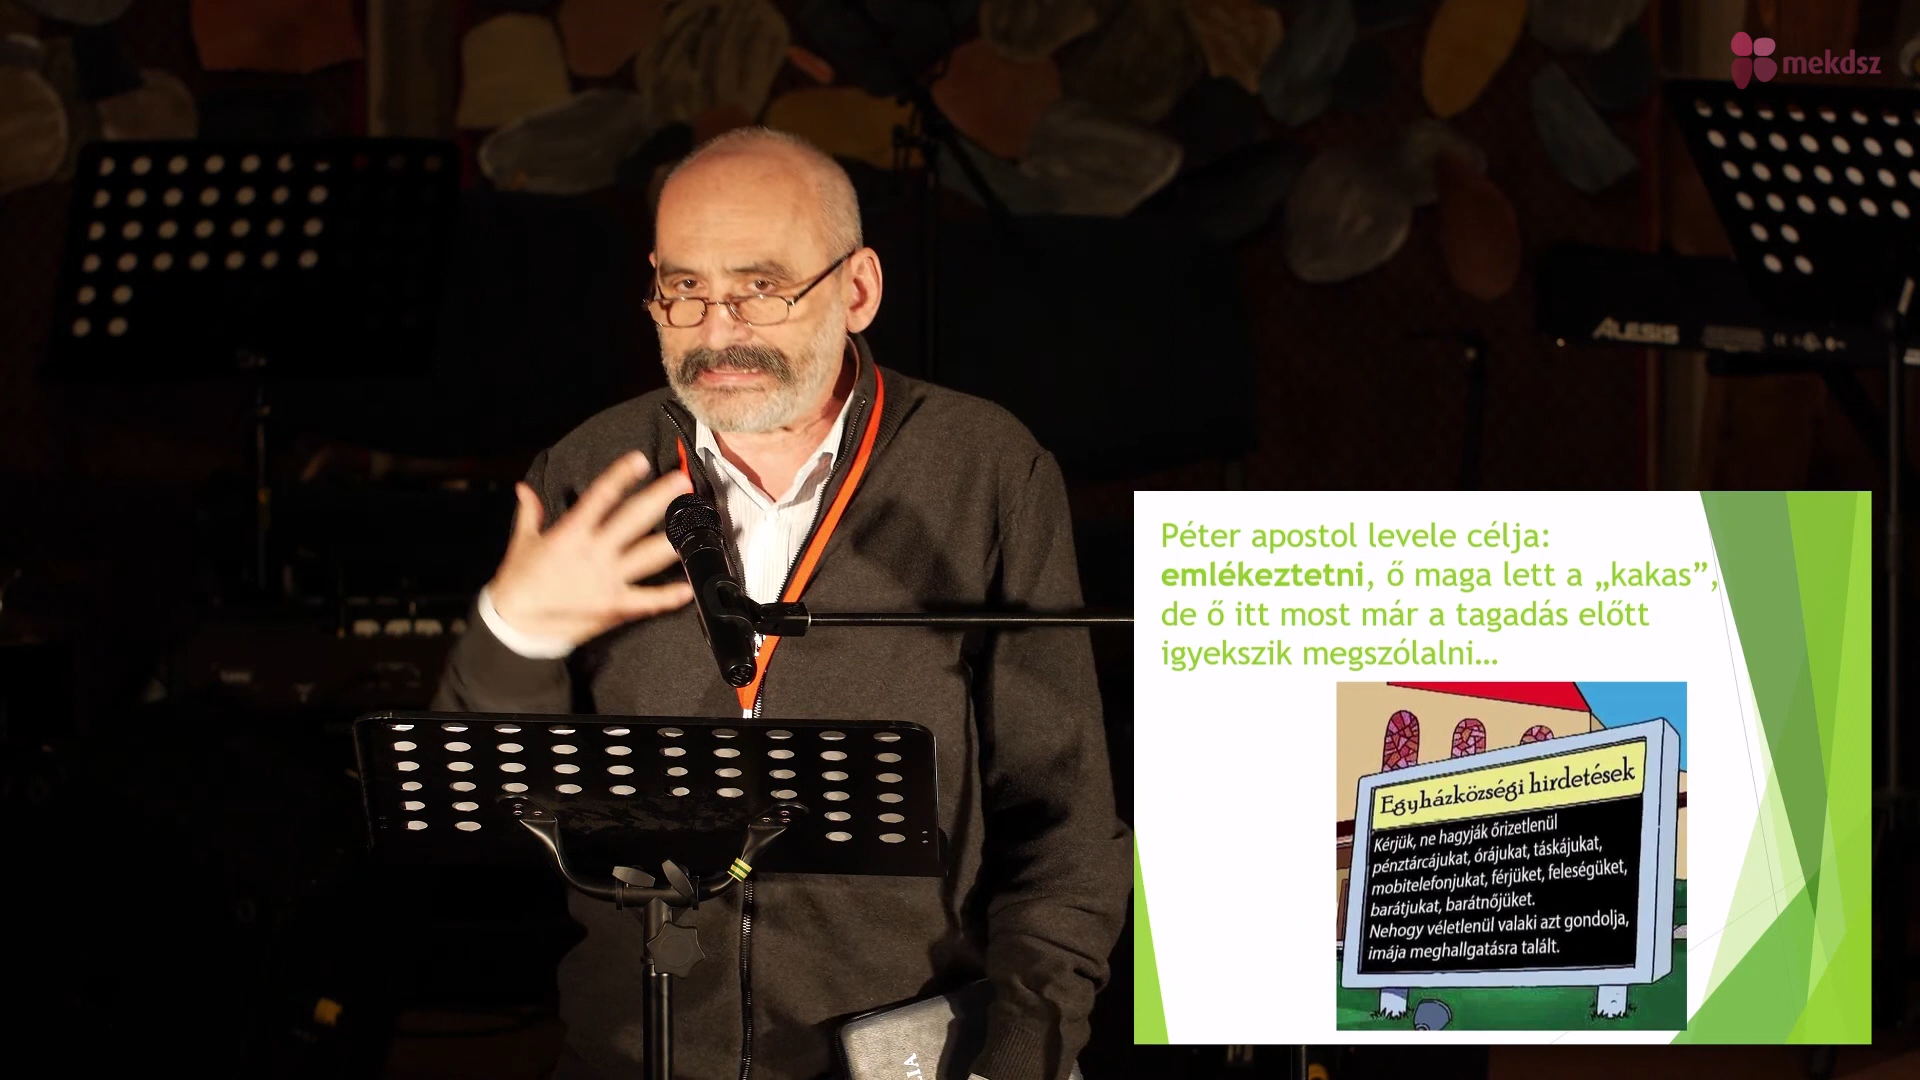 mekdsz
ALESIS
Péter apostol levele célja:
emlékeztetni, ő maga lett a „kakas”,
de ő itt most már a tagadás előtt
igyekszik megszólalni…
Egyházközségi hirdetések
Kérjük, ne hagyják őrizetlenül
pénztárcájukat, órájukat, táskájukat,
mobitelefonjukat, férjüket, feleségüket,
barátjukat, barátnőjüket.
Nehogy véletlenül valaki azt gondolja,
imája meghallgatásra talált.